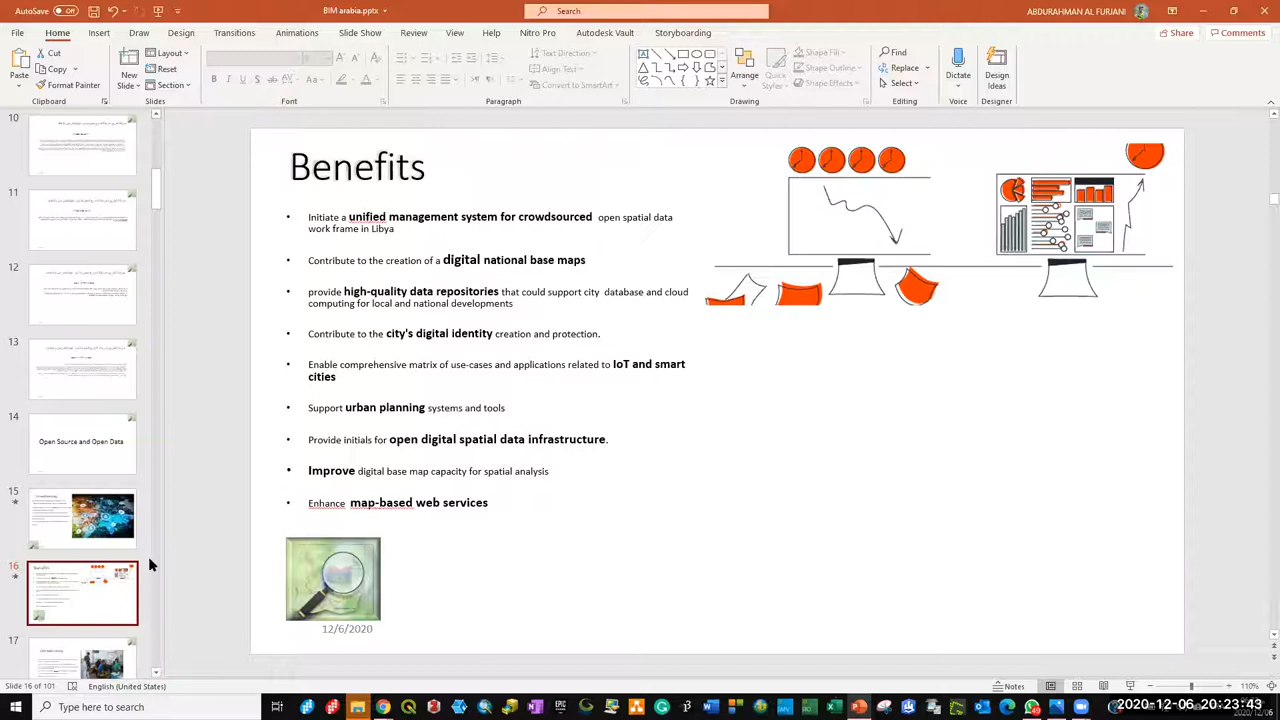 AutoSave Off BIM arabia.pptx Search ABDURAHMAN AL FURJANI
File Home Insert Draw Design Transitions Animations Slide Show Review View Help Nitro Pro Autodesk Vault Storyboarding Share Comments
Paste Cut Copy Format Painter Clipboard
New Slide Layout Reset Section Slides
Font
Text Direction Align Text Convert to SmartArt Paragraph
Arrange Quick Styles Shape Fill Shape Outline Shape Effects Drawing
Find Replace Select Editing
Dictate Voice
Design Ideas Designer
10
11
12
13
14
Open Source and Open Data
15
16
Benefits
17
Benefits
• Initiate a unified management system for crowdsourced open spatial data
work frame in Libya
• Contribute to the creation of a digital national base maps
• provide high-quality data repositories that could support city database and cloud
computing for local and national developments
• Contribute to the city's digital identity creation and protection.
• Enable comprehensive matrix of use-cases and applications related to IoT and smart
cities
• Support urban planning systems and tools
• Provide initials for open digital spatial data infrastructure.
• Improve digital base map capacity for spatial analysis
• Enhance map-based web services
12/6/2020
Slide 16 of 101 English (United States) Notes 110%
Type here to search
2020-12-06 20:23:43